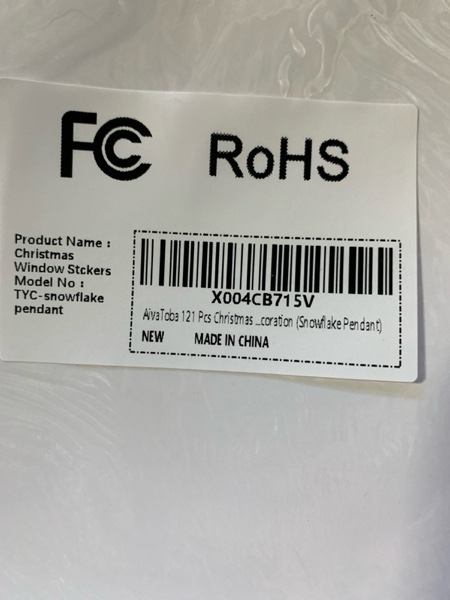 FC RoHS
Product Name :
Christmas
Window Stckers
Model No :
TYC-snowflake
pendant
X004CB715V
AivaToba 121 Pcs Christmas ...coration (Snowflake Pendant)
NEW MADE IN CHINA